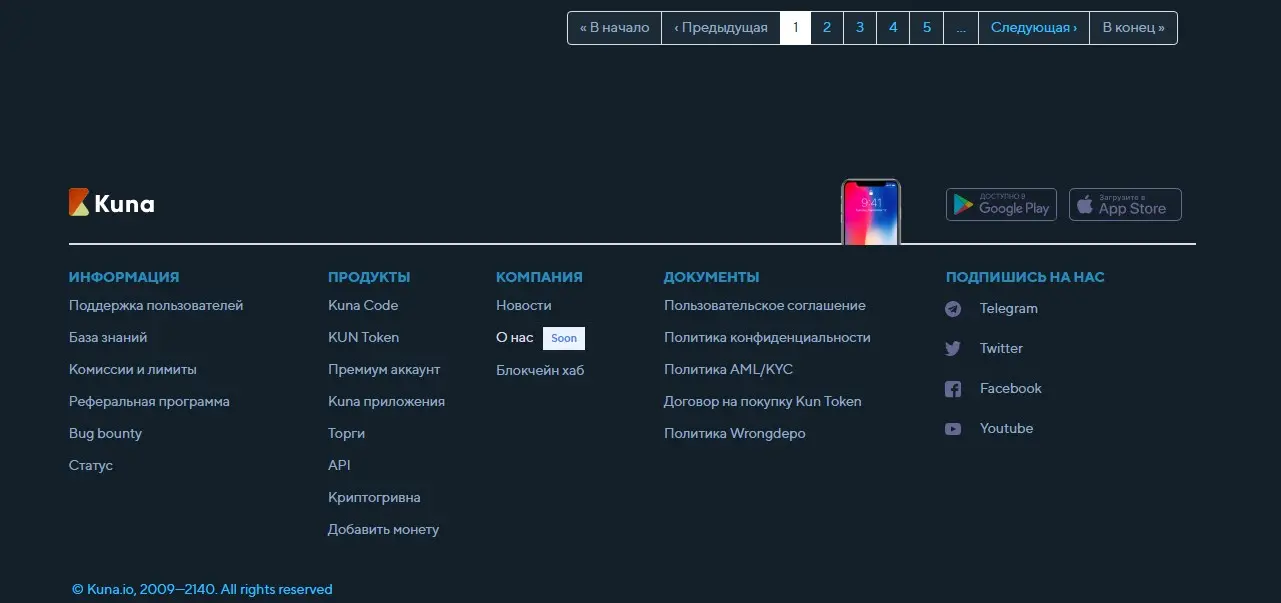 « В начало ‹ Предыдущая 1 2 3 4 5 ... Следующая › В конец »
Kuna
9:41
ДОСТУПНО В
Google Play
Загрузите в
App Store
ИНФОРМАЦИЯ
Поддержка пользователей
База знаний
Комиссии и лимиты
Реферальная программа
Bug bounty
Статус
ПРОДУКТЫ
Kuna Code
KUN Token
Премиум аккаунт
Kuna приложения
Торги
API
Криптогривна
Добавить монету
КОМПАНИЯ
Новости
О нас Soon
Блокчейн хаб
ДОКУМЕНТЫ
Пользовательское соглашение
Политика конфиденциальности
Политика AML/KYC
Договор на покупку Kun Token
Политика Wrongdepo
ПОДПИШИСЬ НА НАС
Telegram
Twitter
Facebook
Youtube
© Kuna.io, 2009—2140. All rights reserved